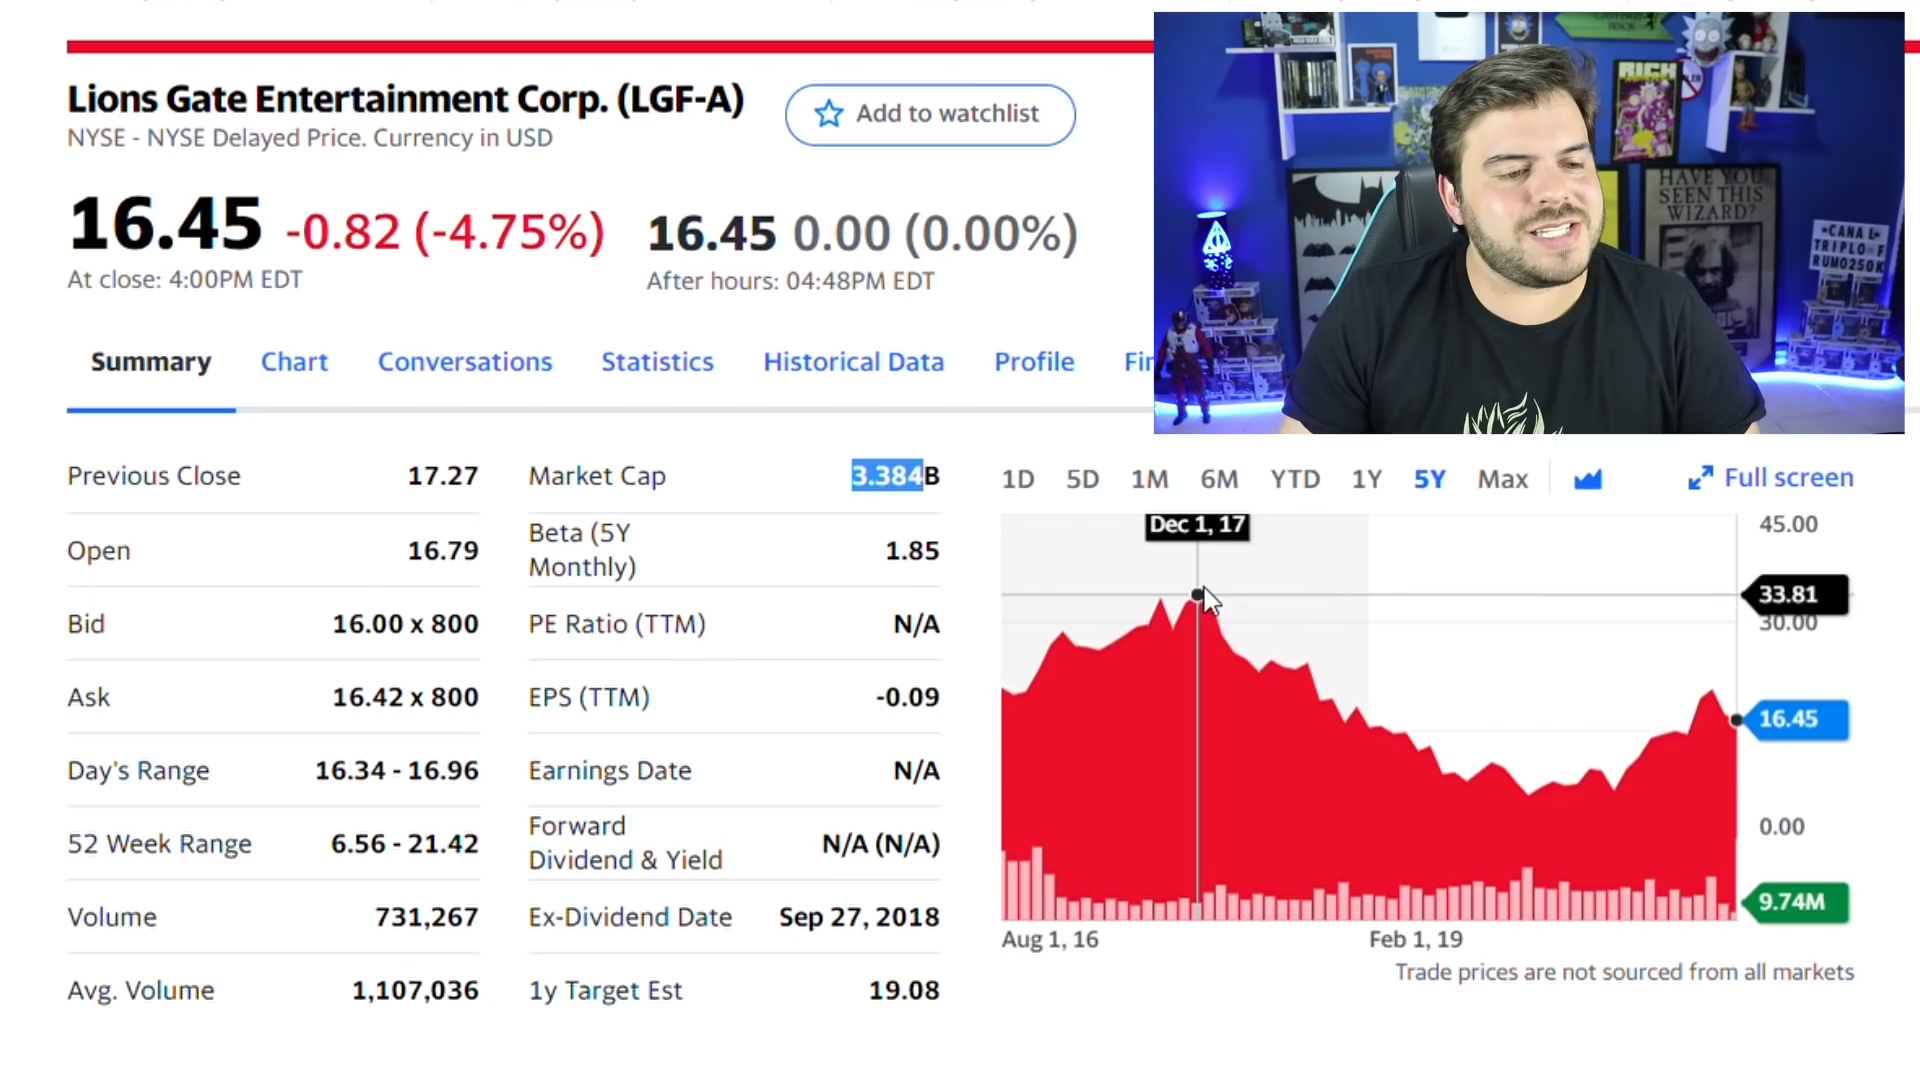 Lions Gate Entertainment Corp. (LGF-A)
Add to watchlist
NYSE - NYSE Delayed Price. Currency in USD
16.45 -0.82 (-4.75%)
16.45 0.00 (0.00%)
At close: 4:00PM EDT
After hours: 04:48PM EDT
Summary Chart Conversations Statistics Historical Data Profile
RICK
HAVE YOU
SEEN THIS
WIZARD?
CANAL
TRIPLO F
RUMO250K
Previous Close 17.27
Open 16.79
Bid 16.00 x 800
Ask 16.42 x 800
Day's Range 16.34 - 16.96
52 Week Range 6.56 - 21.42
Volume 731,267
Avg. Volume 1,107,036
Market Cap 3.384B
Beta (5Y
Monthly) 1.85
PE Ratio (TTM) N/A
EPS (TTM) -0.09
Earnings Date N/A
Forward
Dividend & Yield N/A (N/A)
Ex-Dividend Date Sep 27, 2018
1y Target Est 19.08
1D 5D 1M 6M YTD 1Y 5Y Max
Full screen
Dec 1, 17
45.00
33.81
30.00
16.45
0.00
9.74M
Aug 1, 16 Feb 1, 19
Trade prices are not sourced from all markets